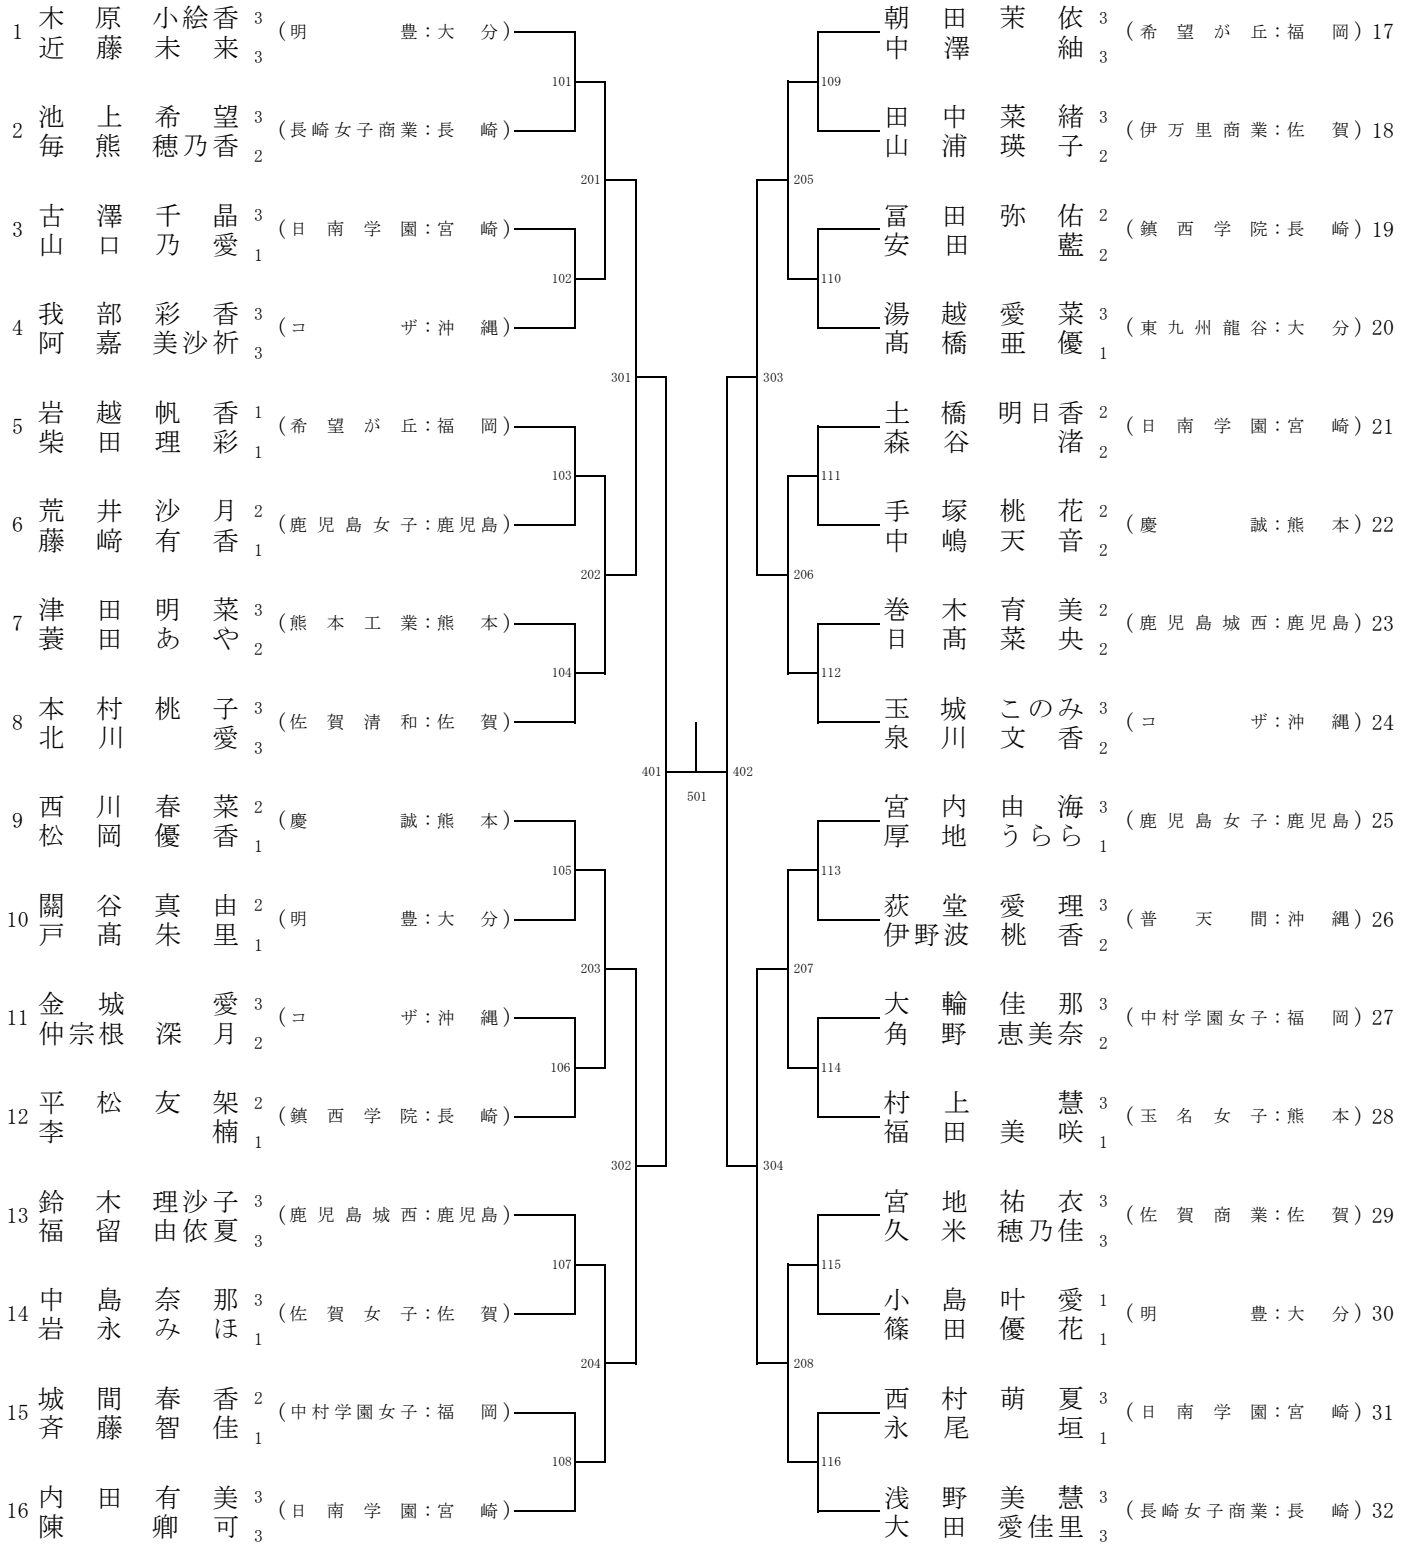 1 木原 小絵香 3 (明豊：大分)
近藤 未来 3
101
2 池上 希望 3 (長崎女子商業：長崎)
毎熊 穂乃香 2
201
3 古澤 千晶 3 (日南学園：宮崎)
山口 乃愛 1
102
4 我部 彩香 3 (コザ：沖縄)
阿嘉 美沙祈 3
301
5 岩越 帆香 1 (希望が丘：福岡)
柴田 理彩 1
103
6 荒井 沙月 2 (鹿児島女子：鹿児島)
藤﨑 有香 1
202
7 津田 明菜 3 (熊本工業：熊本)
蓑田 あや 2
104
8 本村 桃子 3 (佐賀清和：佐賀)
北川 愛 3
401
9 西川 春菜 2 (慶誠：熊本)
松岡 優香 1
105
10 關谷 真由 2 (明豊：大分)
戸髙 朱里 1
203
11 金城 愛 3 (コザ：沖縄)
仲宗根 深月 2
106
12 平松 友架 2 (鎮西学院：長崎)
李 楠 1
302
13 鈴木 理沙子 3 (鹿児島城西：鹿児島)
福留 由依夏 3
107
14 中島 奈那 3 (佐賀女子：佐賀)
岩永 みほ 1
204
15 城間 春香 2 (中村学園女子：福岡)
斉藤 智佳 1
108
16 内田 有美 3 (日南学園：宮崎)
陳 卿可 3
501
朝田 茉依 3 (希望が丘：福岡) 17
中澤 紬 3
109
田中 菜緒 3 (伊万里商業：佐賀) 18
山浦 瑛子 2
205
冨田 弥佑 2 (鎮西学院：長崎) 19
安田 藍 2
110
湯越 愛菜 3 (東九州龍谷：大分) 20
髙橋 亜優 1
303
土橋 明日香 2 (日南学園：宮崎) 21
森谷 渚 2
111
手塚 桃花 2 (慶誠：熊本) 22
中嶋 天音 2
206
巻木 育美 2 (鹿児島城西：鹿児島) 23
日髙 菜央 2
112
玉城 このみ 3 (コザ：沖縄) 24
泉川 文香 2
402
宮内 由海 3 (鹿児島女子：鹿児島) 25
厚地 うらら 1
113
荻堂 愛理 3 (普天間：沖縄) 26
伊野波 桃香 2
207
大輪 佳那 3 (中村学園女子：福岡) 27
角野 恵美奈 2
114
村上 慧 3 (玉名女子：熊本) 28
福田 美咲 1
304
宮地 祐衣 3 (佐賀商業：佐賀) 29
久米 穂乃佳 3
115
小島 叶愛 1 (明豊：大分) 30
篠田 優花 1
208
西村 萌夏 3 (日南学園：宮崎) 31
永尾 垣 1
116
浅野 美慧 3 (長崎女子商業：長崎) 32
大田 愛佳里 3